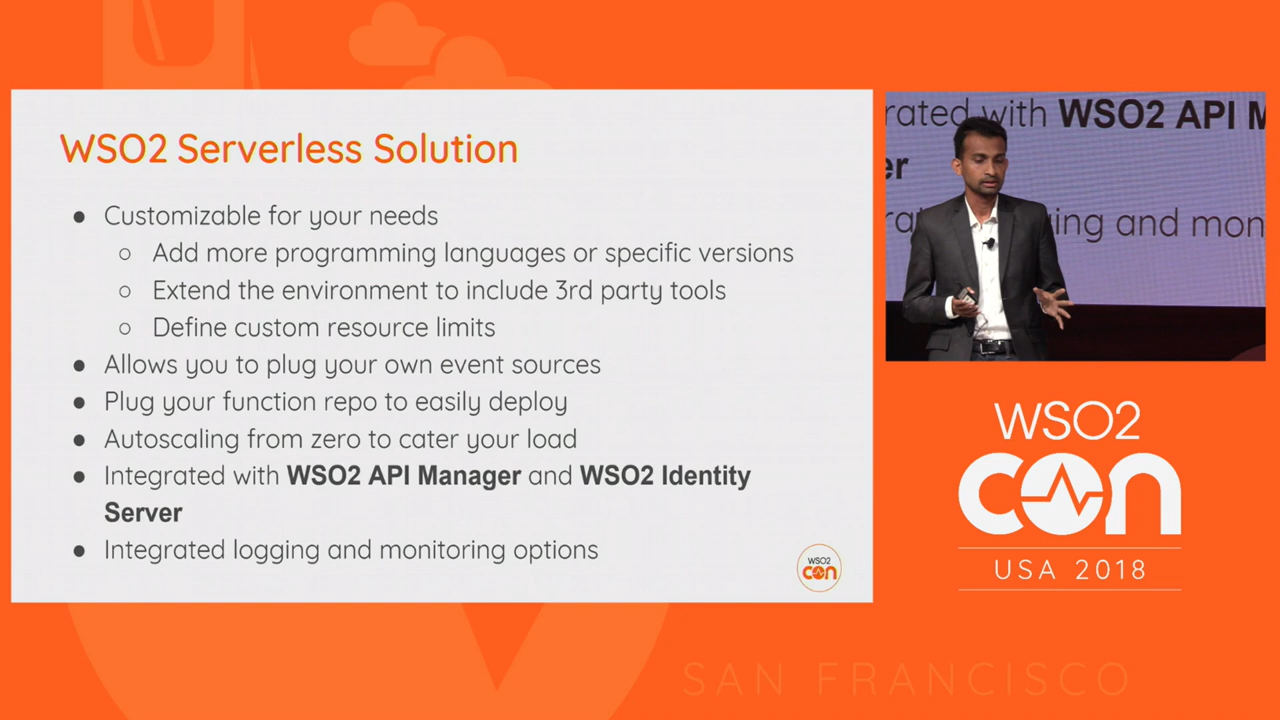 WSO2 Serverless Solution
● Customizable for your needs
○ Add more programming languages or specific versions
○ Extend the environment to include 3rd party tools
○ Define custom resource limits
● Allows you to plug your own event sources
● Plug your function repo to easily deploy
● Autoscaling from zero to cater your load
● Integrated with WSO2 API Manager and WSO2 Identity
Server
● Integrated logging and monitoring options
WSO2
CON
rated with WSO2 API M
er
ing and mon
WSO2
CON
USA 2018
SAN FRANCISCO